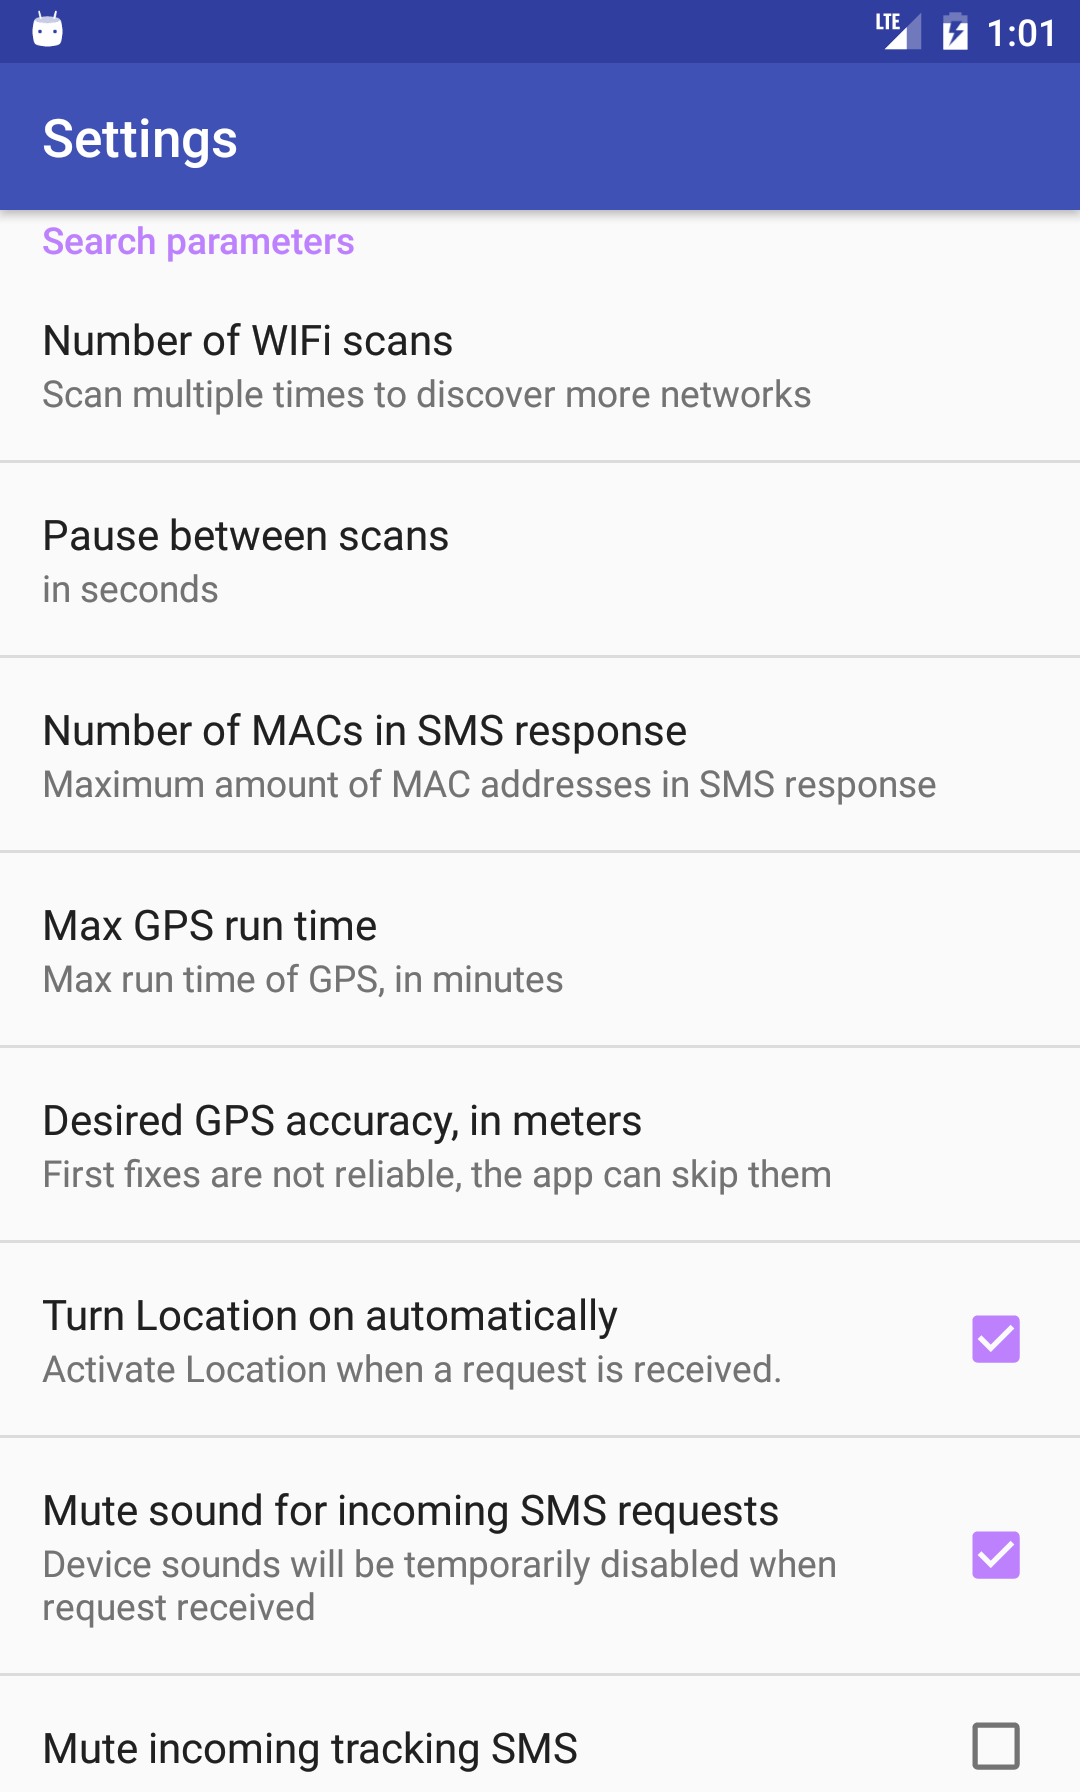 LTE 1:01
Settings
Search parameters
Number of WIFi scans
Scan multiple times to discover more networks
Pause between scans
in seconds
Number of MACs in SMS response
Maximum amount of MAC addresses in SMS response
Max GPS run time
Max run time of GPS, in minutes
Desired GPS accuracy, in meters
First fixes are not reliable, the app can skip them
Turn Location on automatically
Activate Location when a request is received.
Mute sound for incoming SMS requests
Device sounds will be temporarily disabled when
request received
Mute incoming tracking SMS